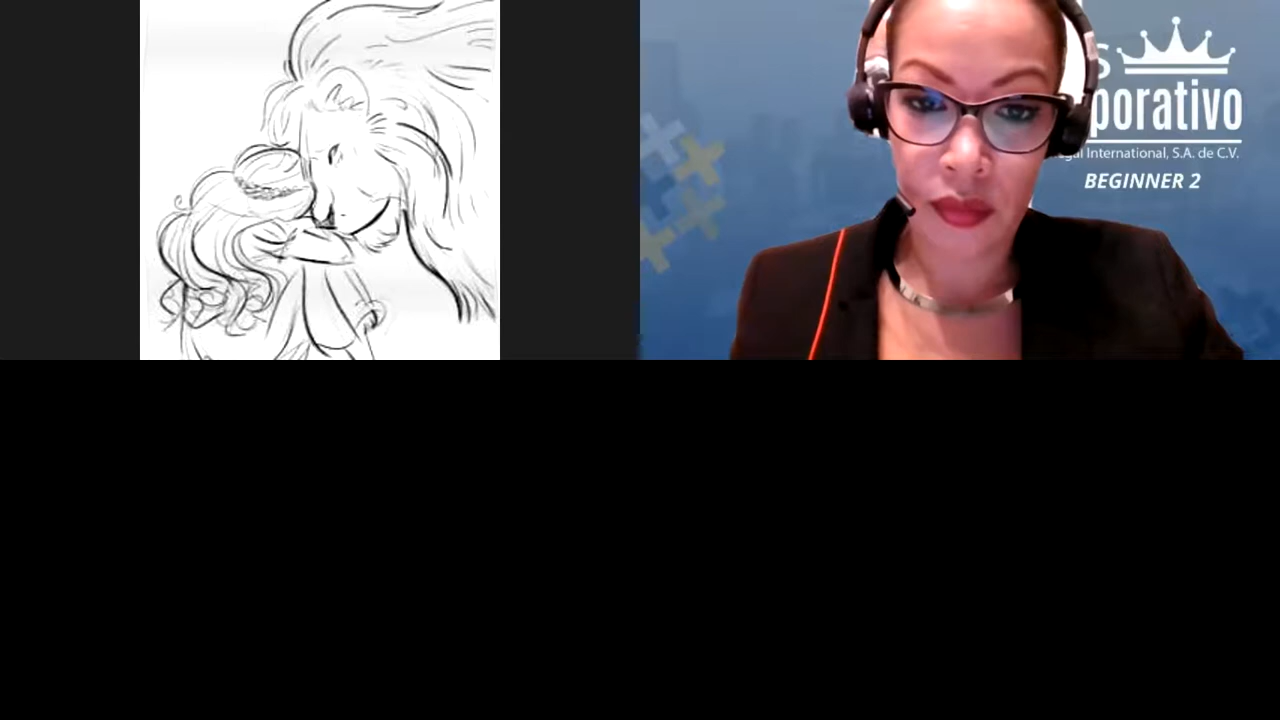 S
porativo
gal International, S.A. de C.V.
BEGINNER 2